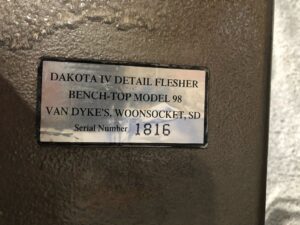 DAKOTA IV DETAIL FLESHER
BENCH-TOP MODEL 98
VAN DYKE'S, WOONSOCKET, SD
Serial Number 1816